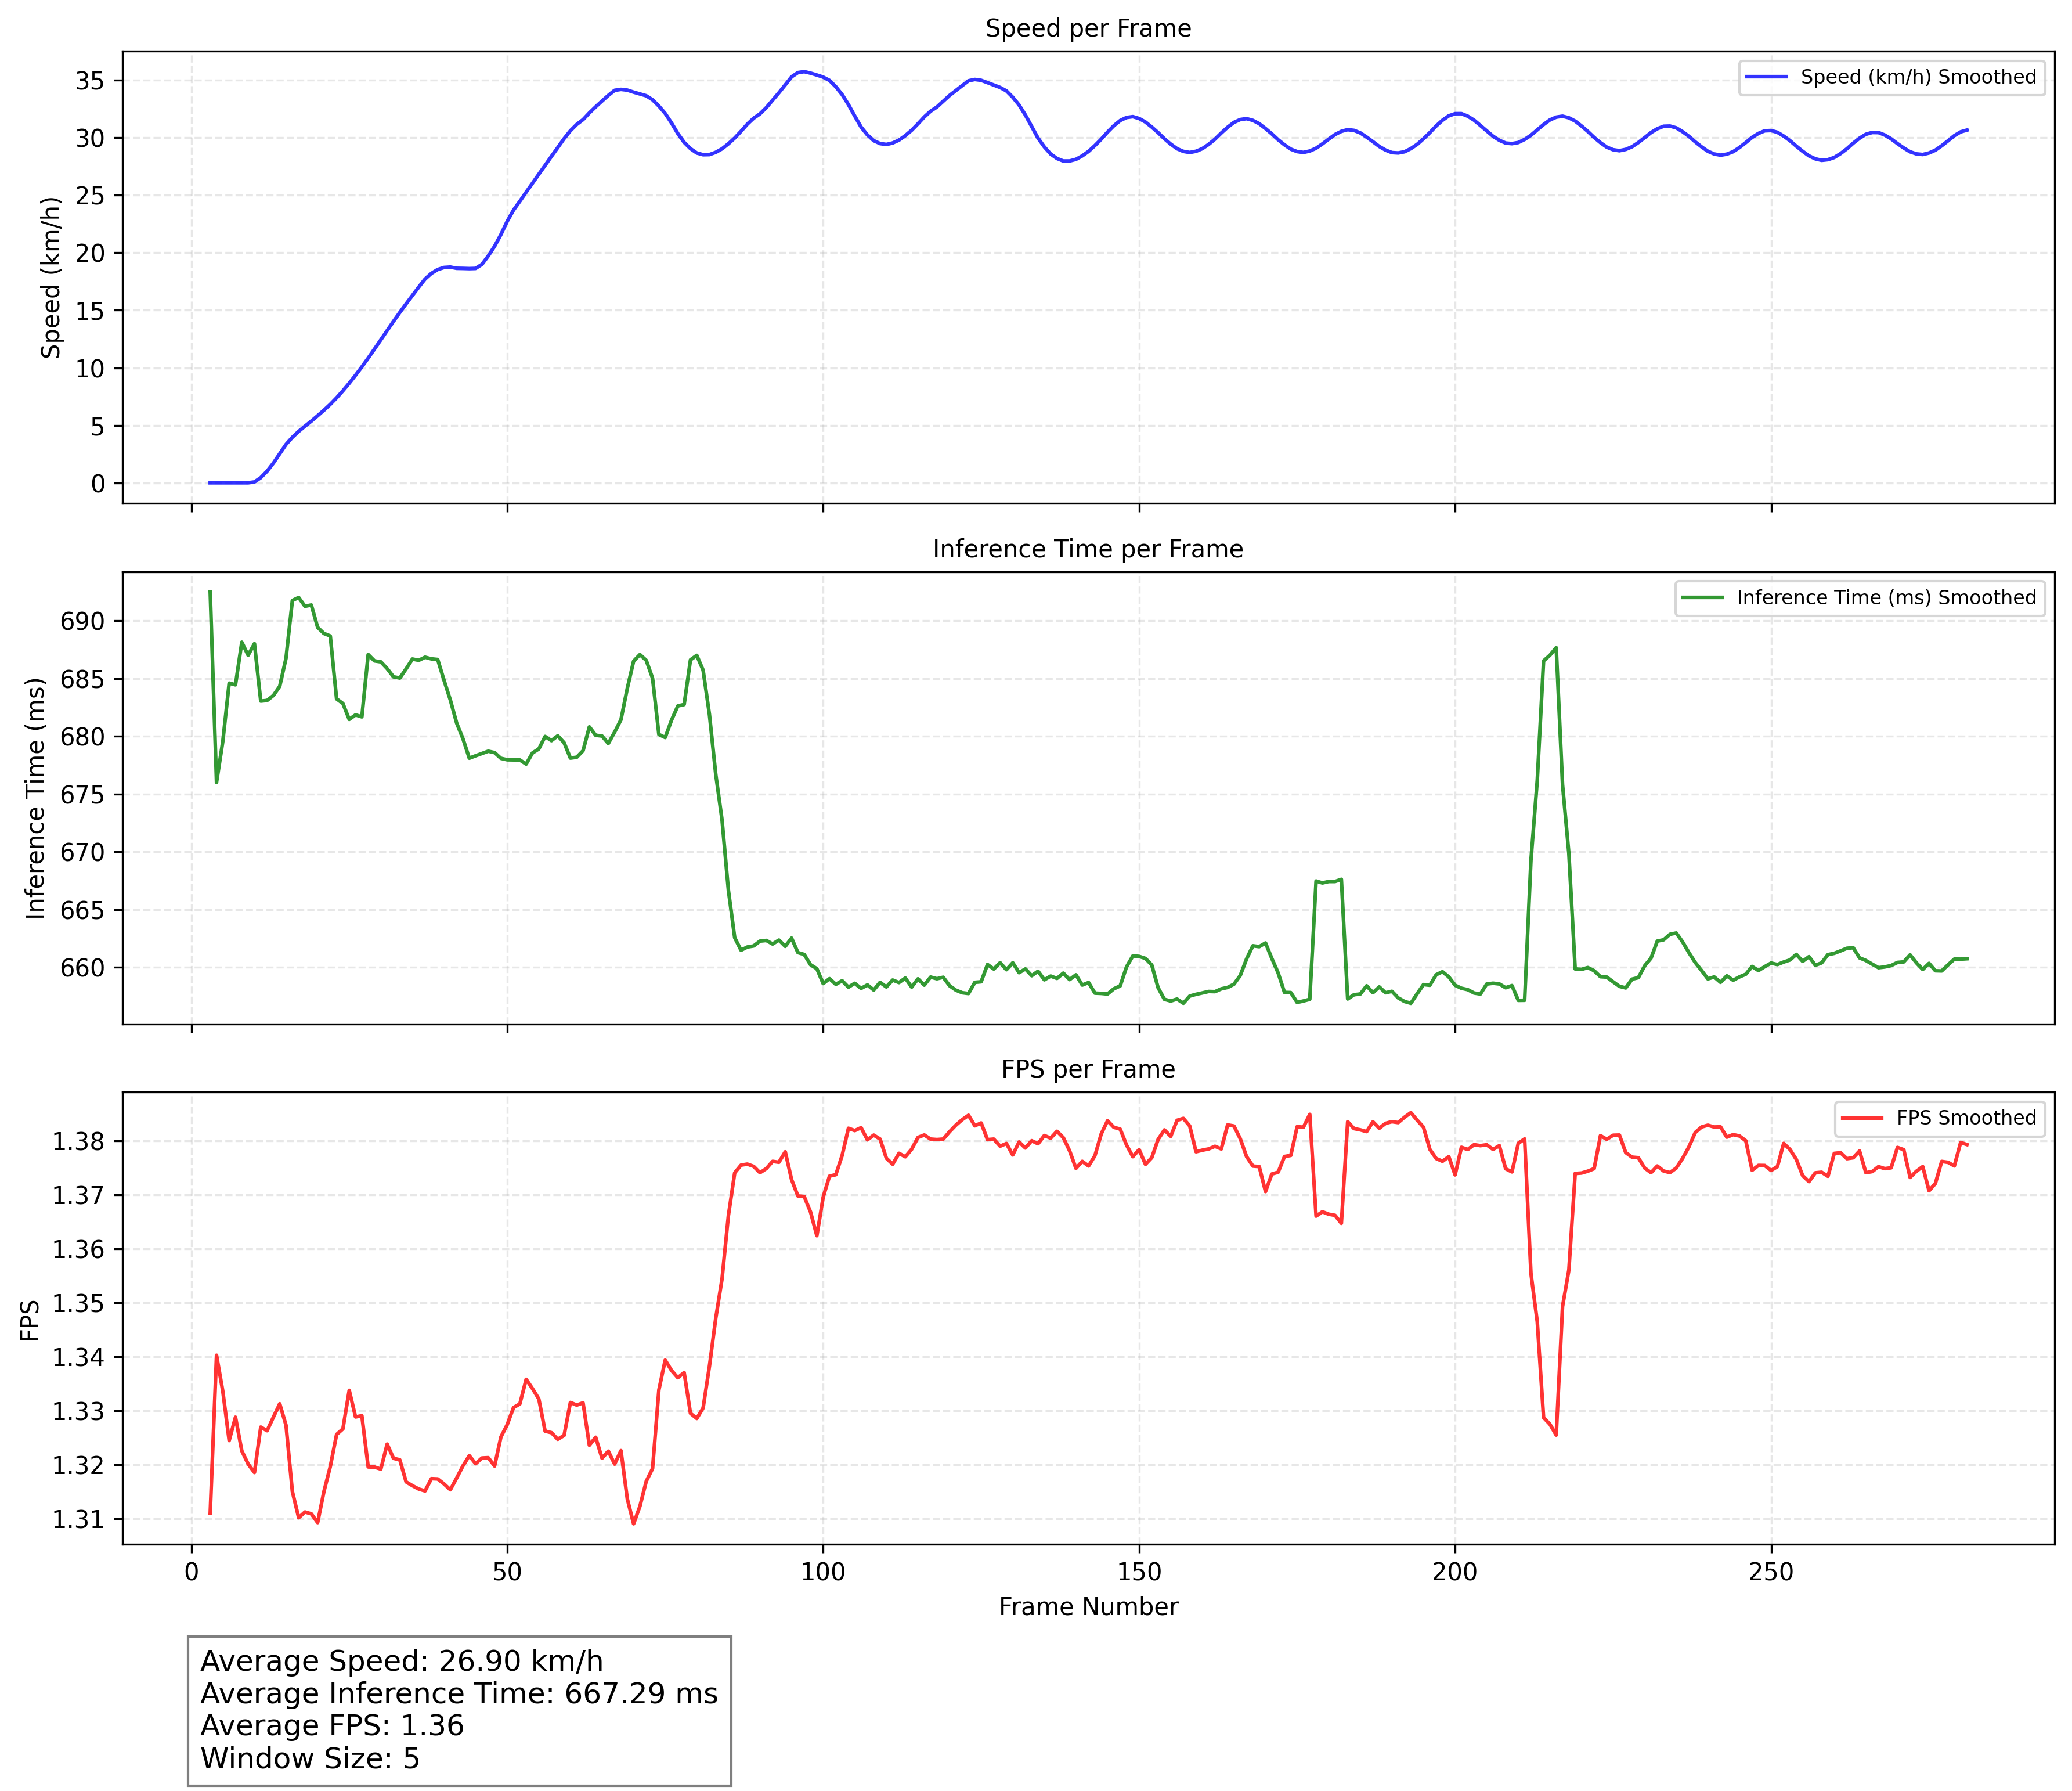 Speed per Frame
Speed (km/h) Smoothed
Speed (km/h)
35
30
25
20
15
10
5
0
Inference Time per Frame
Inference Time (ms) Smoothed
Inference Time (ms)
690
685
680
675
670
665
660
FPS per Frame
FPS Smoothed
FPS
1.38
1.37
1.36
1.35
1.34
1.33
1.32
1.31
0 50 100 150 200 250
Frame Number
Average Speed: 26.90 km/h
Average Inference Time: 667.29 ms
Average FPS: 1.36
Window Size: 5